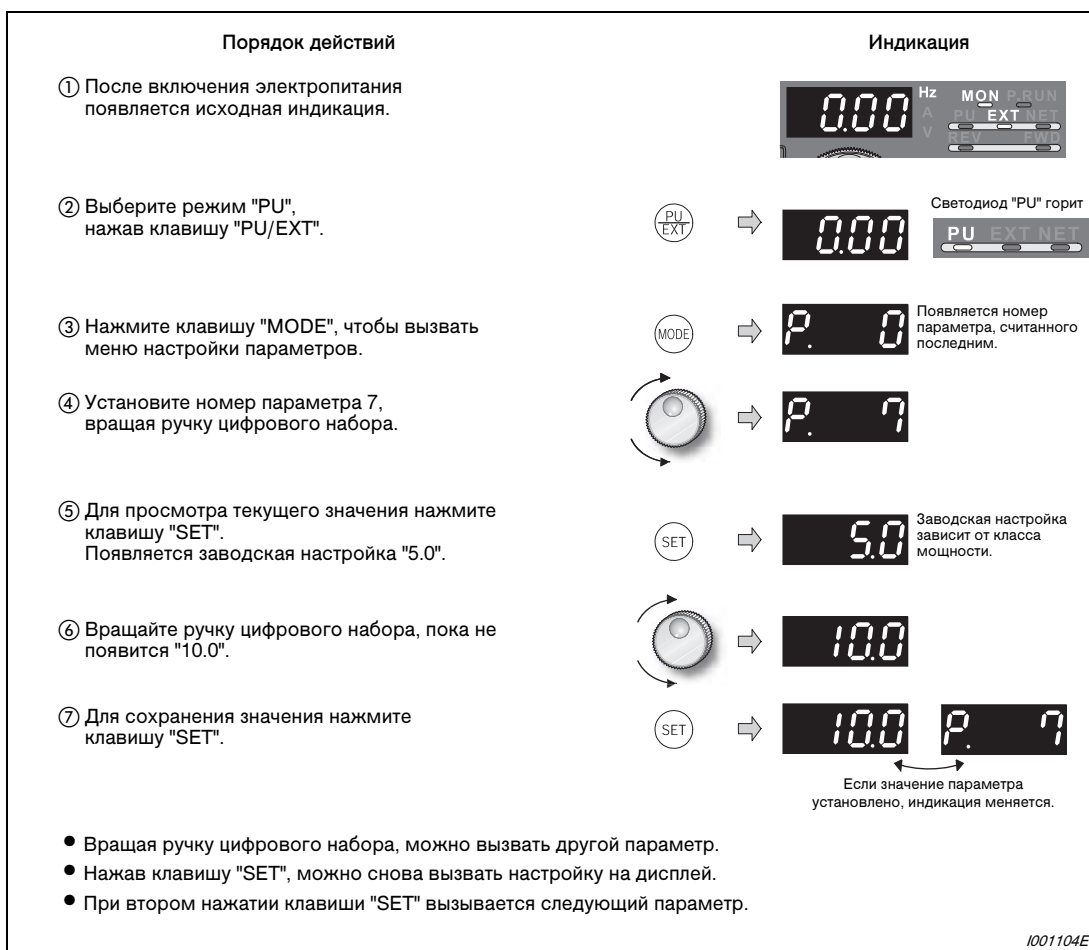 Порядок действий
Индикация
① После включения электропитания
появляется исходная индикация.
0.00 Hz MON P.RUN
A PU EXT NET
V REV FWD
② Выберите режим "PU",
нажав клавишу "PU/EXT".
PU
EXT
0.00
Светодиод "PU" горит
PU EXT NET
③ Нажмите клавишу "MODE", чтобы вызвать
меню настройки параметров.
MODE
P. 0
Появляется номер
параметра, считанного
последним.
④ Установите номер параметра 7,
вращая ручку цифрового набора.
P. 7
⑤ Для просмотра текущего значения нажмите
клавишу "SET".
Появляется заводская настройка "5.0".
SET
5.0
Заводская настройка
зависит от класса
мощности.
⑥ Вращайте ручку цифрового набора, пока не
появится "10.0".
10.0
⑦ Для сохранения значения нажмите
клавишу "SET".
SET
10.0 P. 7
Если значение параметра
установлено, индикация меняется.
● Вращая ручку цифрового набора, можно вызвать другой параметр.
● Нажав клавишу "SET", можно снова вызвать настройку на дисплей.
● При втором нажатии клавиши "SET" вызывается следующий параметр.
I001104E